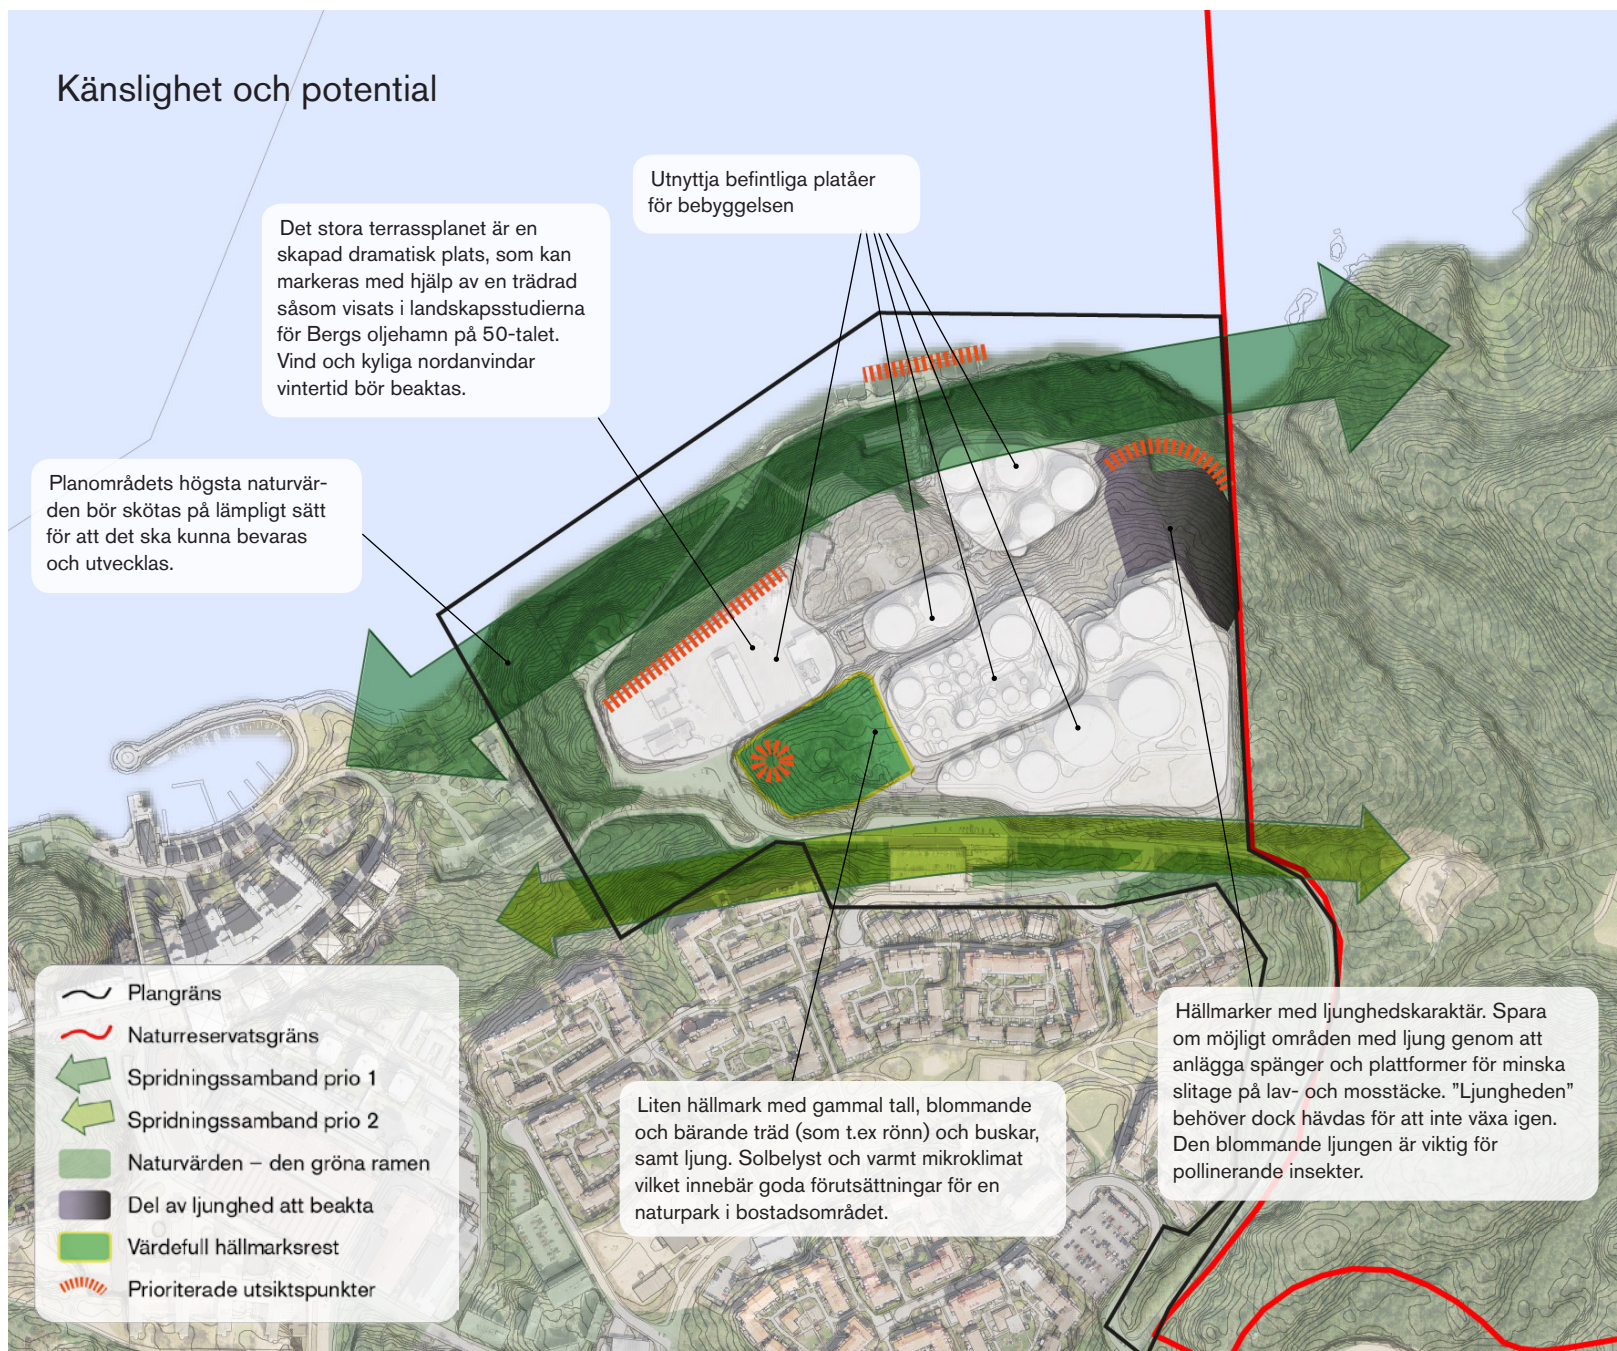 Känslighet och potential
Utnyttja befintliga platåer
för bebyggelsen
Det stora terrassplanet är en
skapad dramatisk plats, som kan
markeras med hjälp av en trädrad
såsom visats i landskapsstudierna
för Bergs oljehamn på 50-talet.
Vind och kyliga nordanvindar
vintertid bör beaktas.
Planområdets högsta naturvär-
den bör skötas på lämpligt sätt
för att det ska kunna bevaras
och utvecklas.
Plangräns
Naturreservatsgräns
Spridningssamband prio 1
Spridningssamband prio 2
Naturvärden – den gröna ramen
Del av ljunghed att beakta
Värdefull hällmarksrest
Prioriterade utsiktspunkter
Liten hällmark med gammal tall, blommande
och bärande träd (som t.ex rönn) och buskar,
samt ljung. Solbelyst och varmt mikroklimat
vilket innebär goda förutsättningar för en
naturpark i bostadsområdet.
Hällmarker med ljunghedskaraktär. Spara
om möjligt områden med ljung genom att
anlägga spänger och plattformer för minska
slitage på lav- och mosstäcke. ”Ljungheden”
behöver dock hävdas för att inte växa igen.
Den blommande ljungen är viktig för
pollinerande insekter.